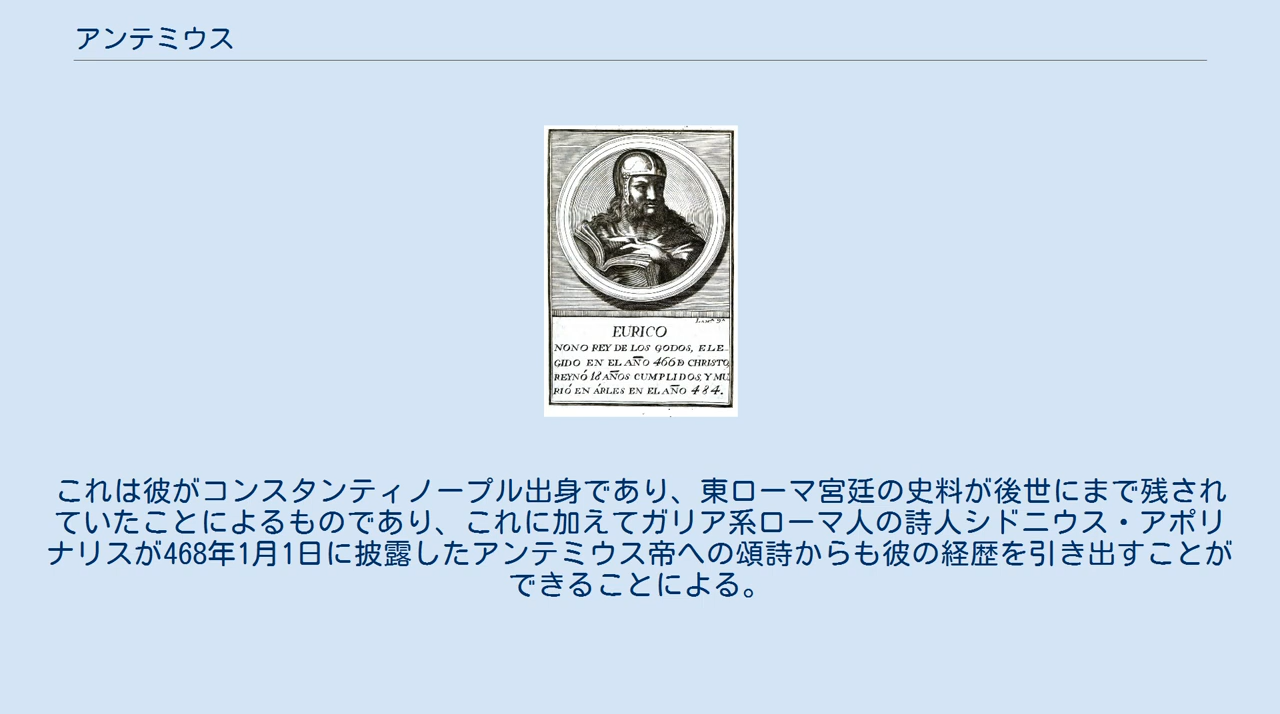 アンテミウス
EURICO
NONO REY DE LOS GODOS, ELE-
GIDO EN EL AÑO 466 D CHRISTO,
REYNÓ 18 AÑOS CUMPLIDOS, Y MU-
RIÓ EN ÁRLES EN EL AÑO 484.
これは彼がコンスタンティノープル出身であり、東ローマ宮廷の史料が後世にまで残され
ていたことによるものであり、これに加えてガリア系ローマ人の詩人シドニウス・アポリ
ナリスが468年1月1日に披露したアンテミウス帝への頌詩からも彼の経歴を引き出すことが
できることによる。